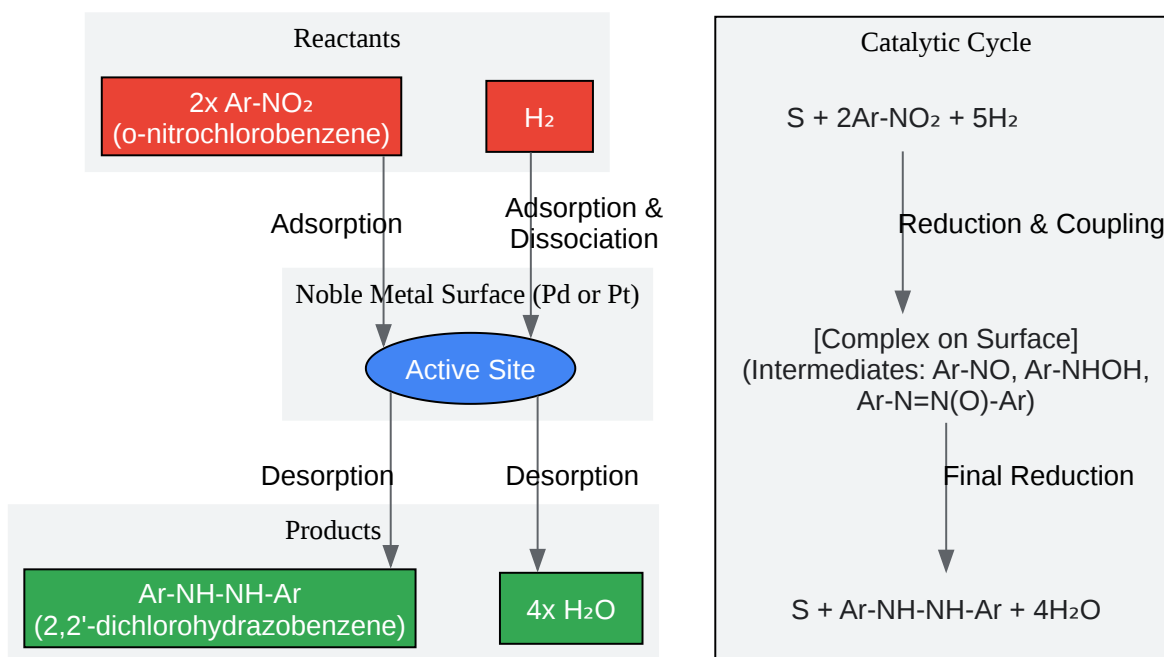 Reactants
2x Ar-NO₂
(o-nitrochlorobenzene)
H₂
Adsorption
Adsorption &
Dissociation
Noble Metal Surface (Pd or Pt)
Active Site
Desorption
Desorption
Products
Ar-NH-NH-Ar
(2,2'-dichlorohydrazobenzene)
4x H₂O
Catalytic Cycle
S + 2Ar-NO₂ + 5H₂
Reduction & Coupling
[Complex on Surface]
(Intermediates: Ar-NO, Ar-NHOH,
Ar-N=N(O)-Ar)
Final Reduction
S + Ar-NH-NH-Ar + 4H₂O